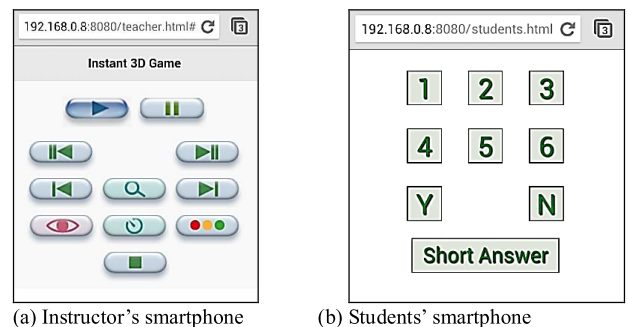 192.168.0.8:8080/teacher.html# 3
Instant 3D Game
(a) Instructor's smartphone
192.168.0.8:8080/students.html 3
1 2 3
4 5 6
Y N
Short Answer
(b) Students' smartphone